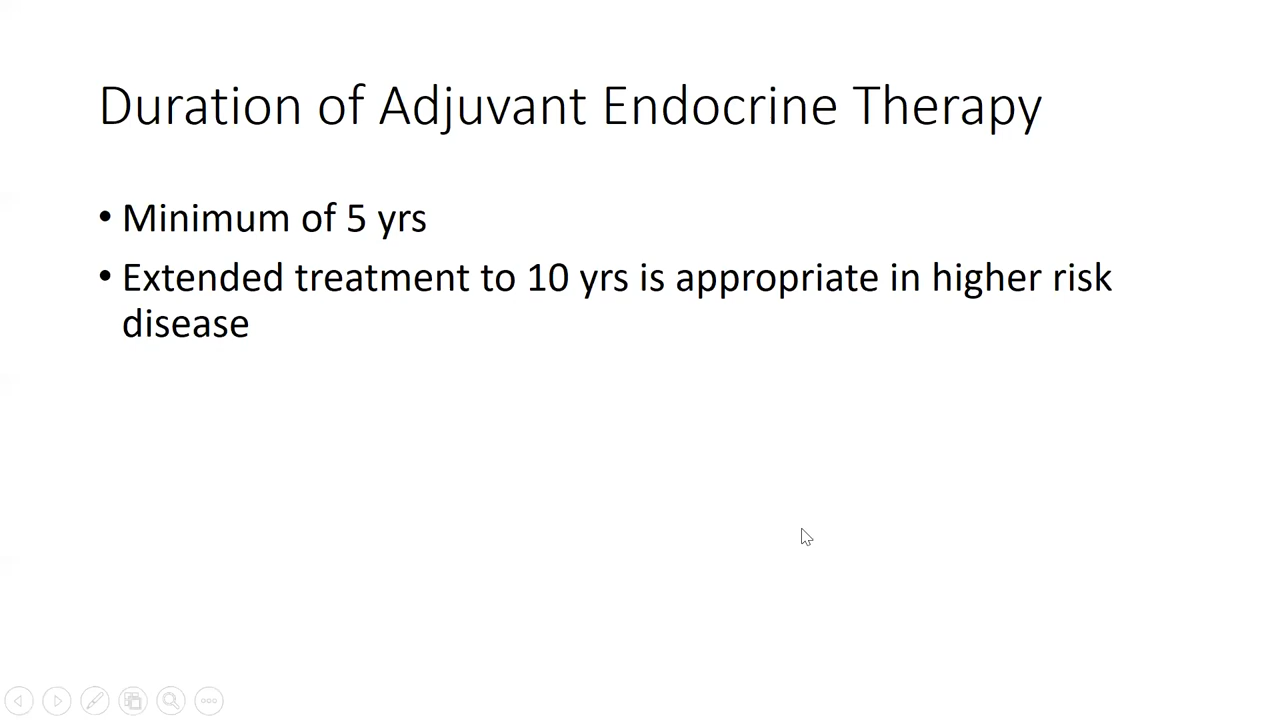 Duration of Adjuvant Endocrine Therapy
• Minimum of 5 yrs
• Extended treatment to 10 yrs is appropriate in higher risk
disease